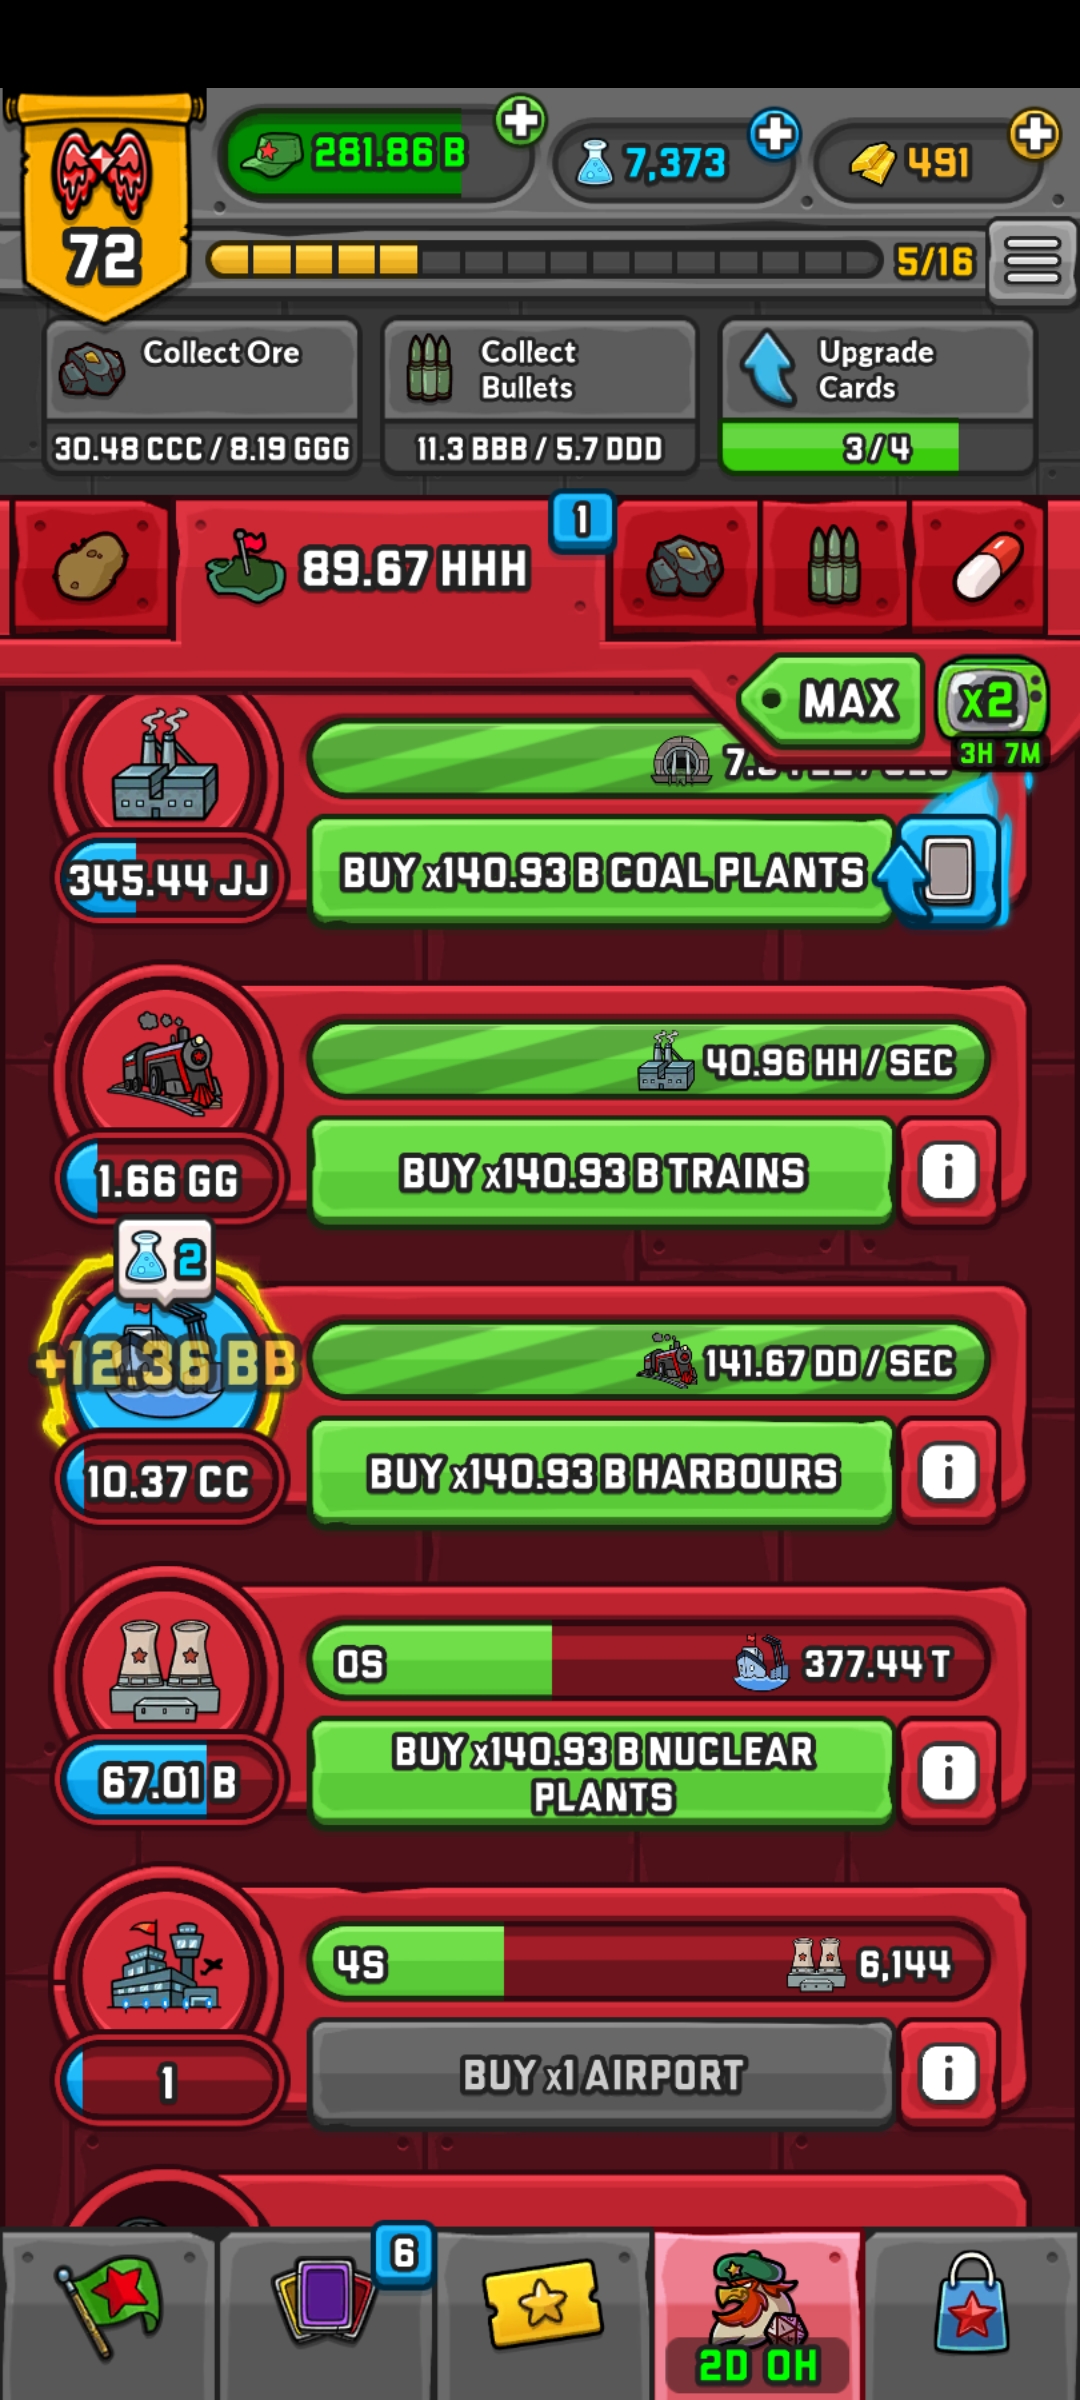 281.86 B
7,373
491
72
5/16
Collect Ore
30.48 CCC / 8.19 GGG
Collect
Bullets
11.3 BBB / 5.7 DDD
Upgrade
Cards
3/4
89.67 HHH
1
MAX
x2
3H 7M
345.44 JJ
BUY x140.93 B COAL PLANTS
40.96 HH / SEC
1.66 GG
BUY x140.93 B TRAINS
2
+12.36 BB
141.67 DD / SEC
10.37 CC
BUY x140.93 B HARBOURS
0S
377.44 T
67.01 B
BUY x140.93 B NUCLEAR
PLANTS
4S
6,144
1
BUY x1 AIRPORT
6
2D 0H